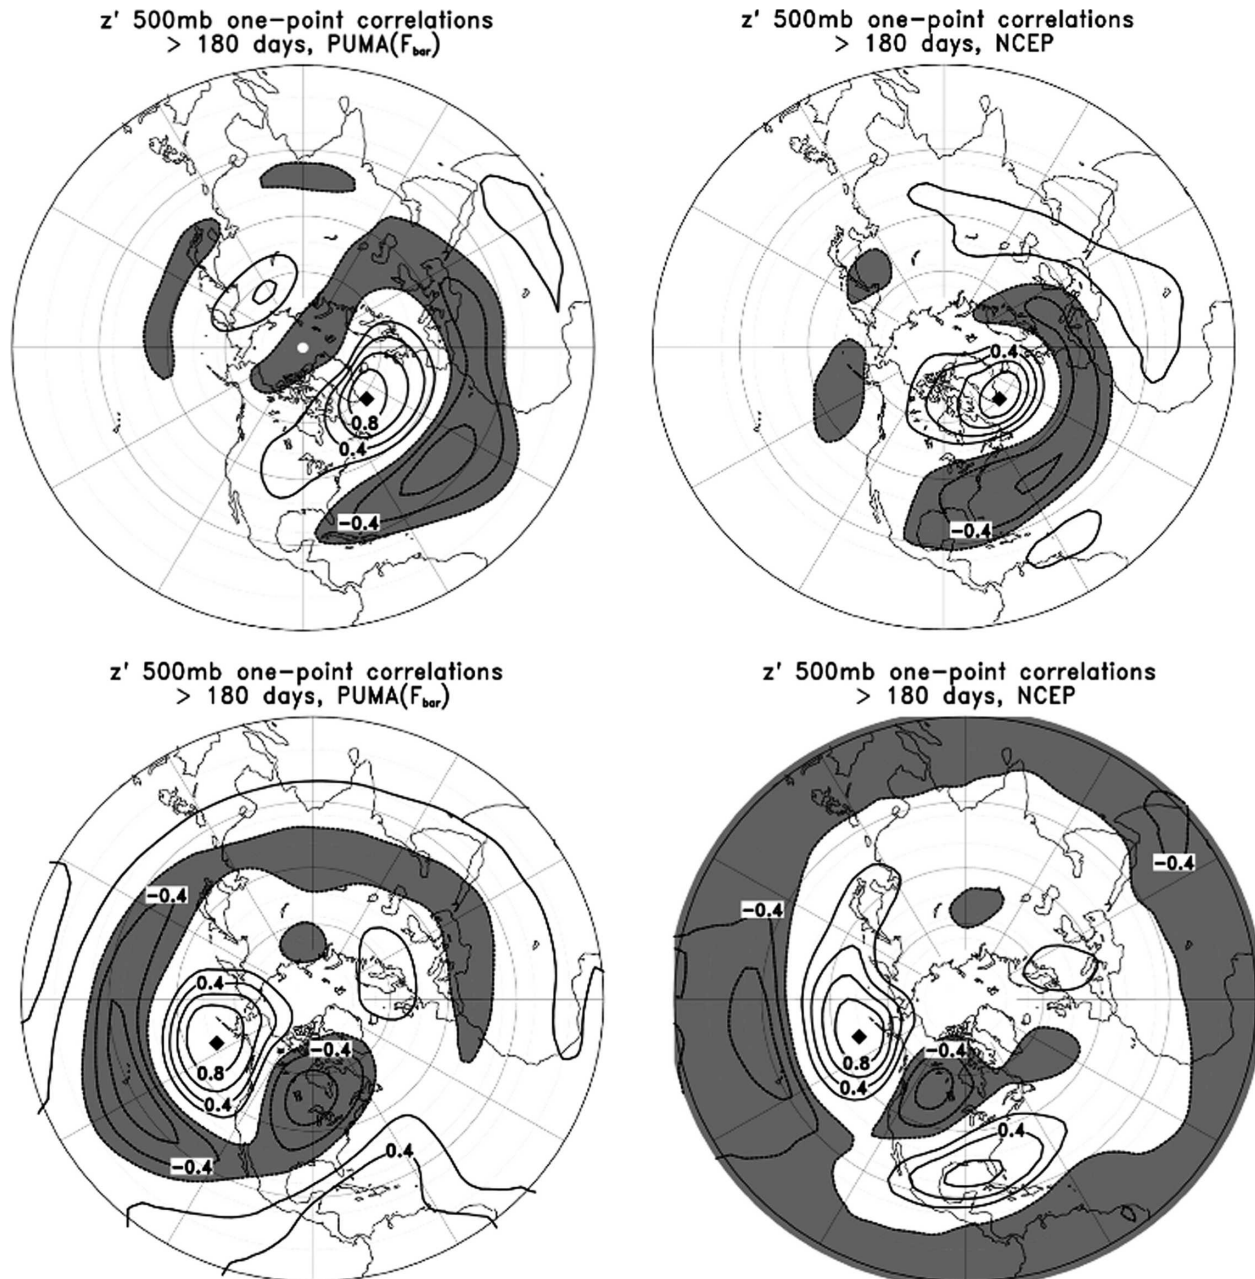 z' 500mb one-point correlations
> 180 days, PUMA(F_bar)
z' 500mb one-point correlations
> 180 days, NCEP
0.8
0.4
-0.4
0.4
-0.4
z' 500mb one-point correlations
> 180 days, PUMA(F_bar)
z' 500mb one-point correlations
> 180 days, NCEP
-0.4
0.4
-0.4
0.8
0.4
-0.4
0.4
-0.4
-0.4
-0.4
0.8
0.4
0.4